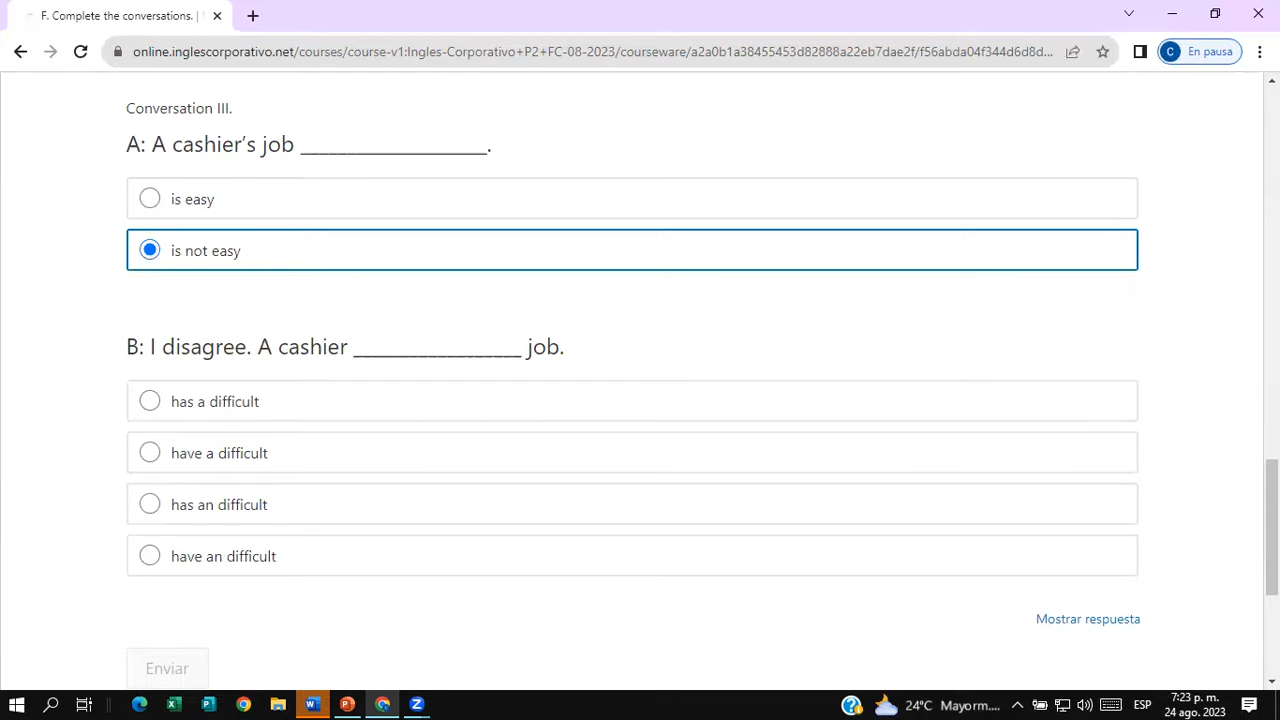 F. Complete the conversations. |
online.inglescorporativo.net/courses/course-v1:Ingles-Corporativo+P2+FC-08-2023/courseware/a2a0b1a38455453d82888a22eb7dae2f/f56abda04f344d6d8d...
C En pausa
Conversation III.
A: A cashier’s job _________________.
is easy
is not easy
B: I disagree. A cashier _______________ job.
has a difficult
have a difficult
has an difficult
have an difficult
Mostrar respuesta
Enviar
24°C Mayorm.... ESP 7:23 p. m.
24 ago. 2023